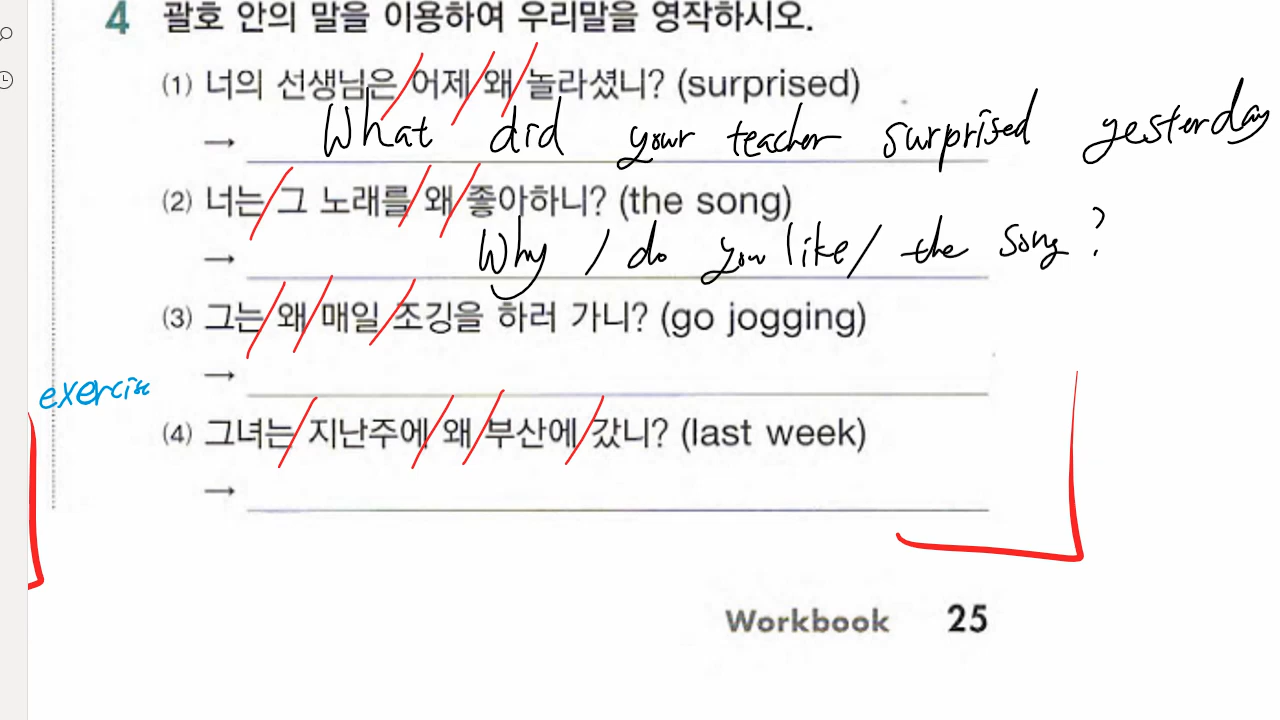 4 괄호 안의 말을 이용하여 우리말을 영작하시오.
(1) 너의 선생님은 어제 왜 놀라셨니? (surprised)
→ What did your teacher surprised yesterday
(2) 너는 그 노래를 왜 좋아하니? (the song)
→ Why / do you like / the song?
(3) 그는 왜 매일 조깅을 하러 가니? (go jogging)
→
exercise
(4) 그녀는 지난주에 왜 부산에 갔니? (last week)
→
Workbook 25